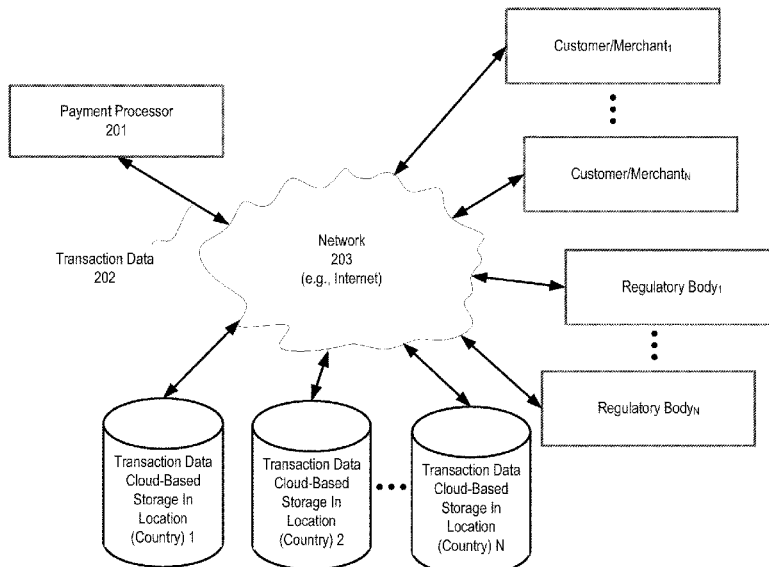 Customer/Merchant₁
Payment Processor
201
Customer/Merchant_N
Network
203
(e.g., Internet)
Transaction Data
202
Regulatory Body₁
Regulatory Body_N
Transaction Data
Cloud-Based
Storage In
Location
(Country) 1
Transaction Data
Cloud-Based
Storage In
Location
(Country) 2
Transaction Data
Cloud-Based
Storage In
Location
(Country) N